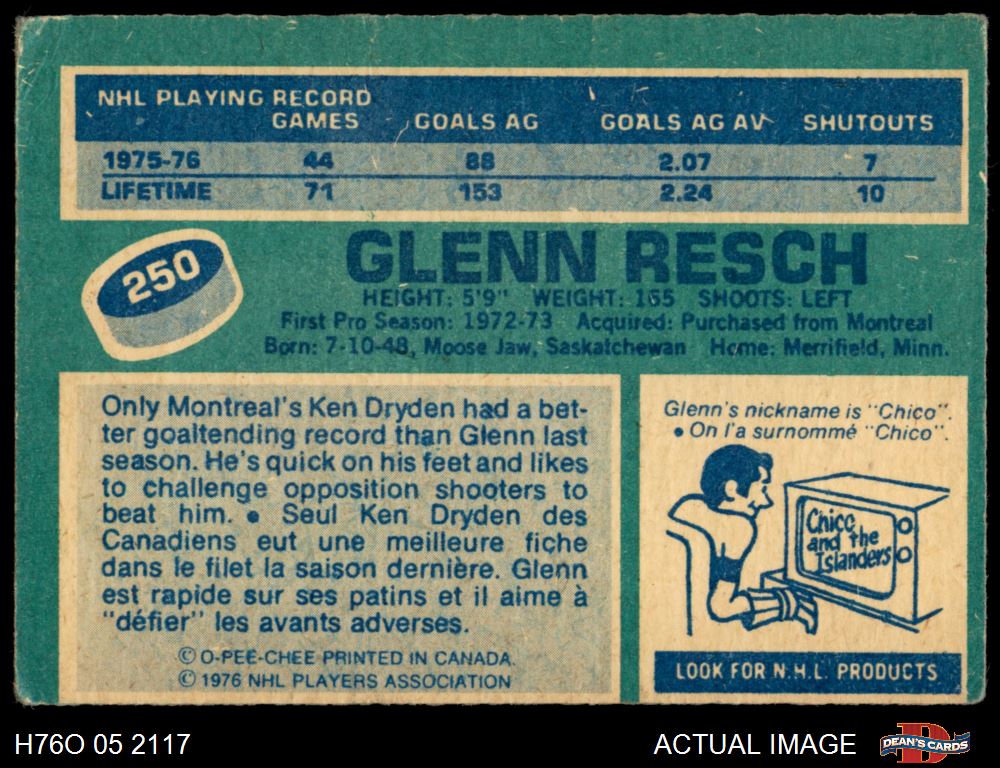 NHL PLAYING RECORD
GAMES GOALS AG GOALS AG AV SHUTOUTS
1975-76 44 88 2.07 7
LIFETIME 71 153 2.24 10
250
GLENN RESCH
HEIGHT: 5'9" WEIGHT: 165 SHOOTS: LEFT
First Pro Season: 1972-73 Acquired: Purchased from Montreal
Born: 7-10-48, Moose Jaw, Saskatchewan Home: Merrifield, Minn.
Only Montreal's Ken Dryden had a bet-
ter goaltending record than Glenn last
season. He's quick on his feet and likes
to challenge opposition shooters to
beat him. • Seul Ken Dryden des
Canadiens eut une meilleure fiche
dans le filet la saison dernière. Glenn
est rapide sur ses patins et il aime à
"défier" les avants adverses.
© O-PEE-CHEE PRINTED IN CANADA.
© 1976 NHL PLAYERS ASSOCIATION
Glenn's nickname is "Chico".
• On l'a surnommé "Chico".
Chico
and the
Islanders
LOOK FOR N.H.L. PRODUCTS
H76O 05 2117
ACTUAL IMAGE
D
DEAN'S CARDS